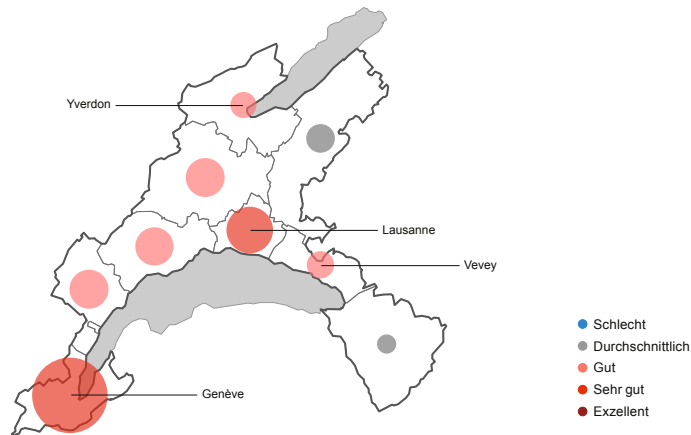 Yverdon
Lausanne
Vevey
Genève
Schlecht
Durchschnittlich
Gut
Sehr gut
Exzellent